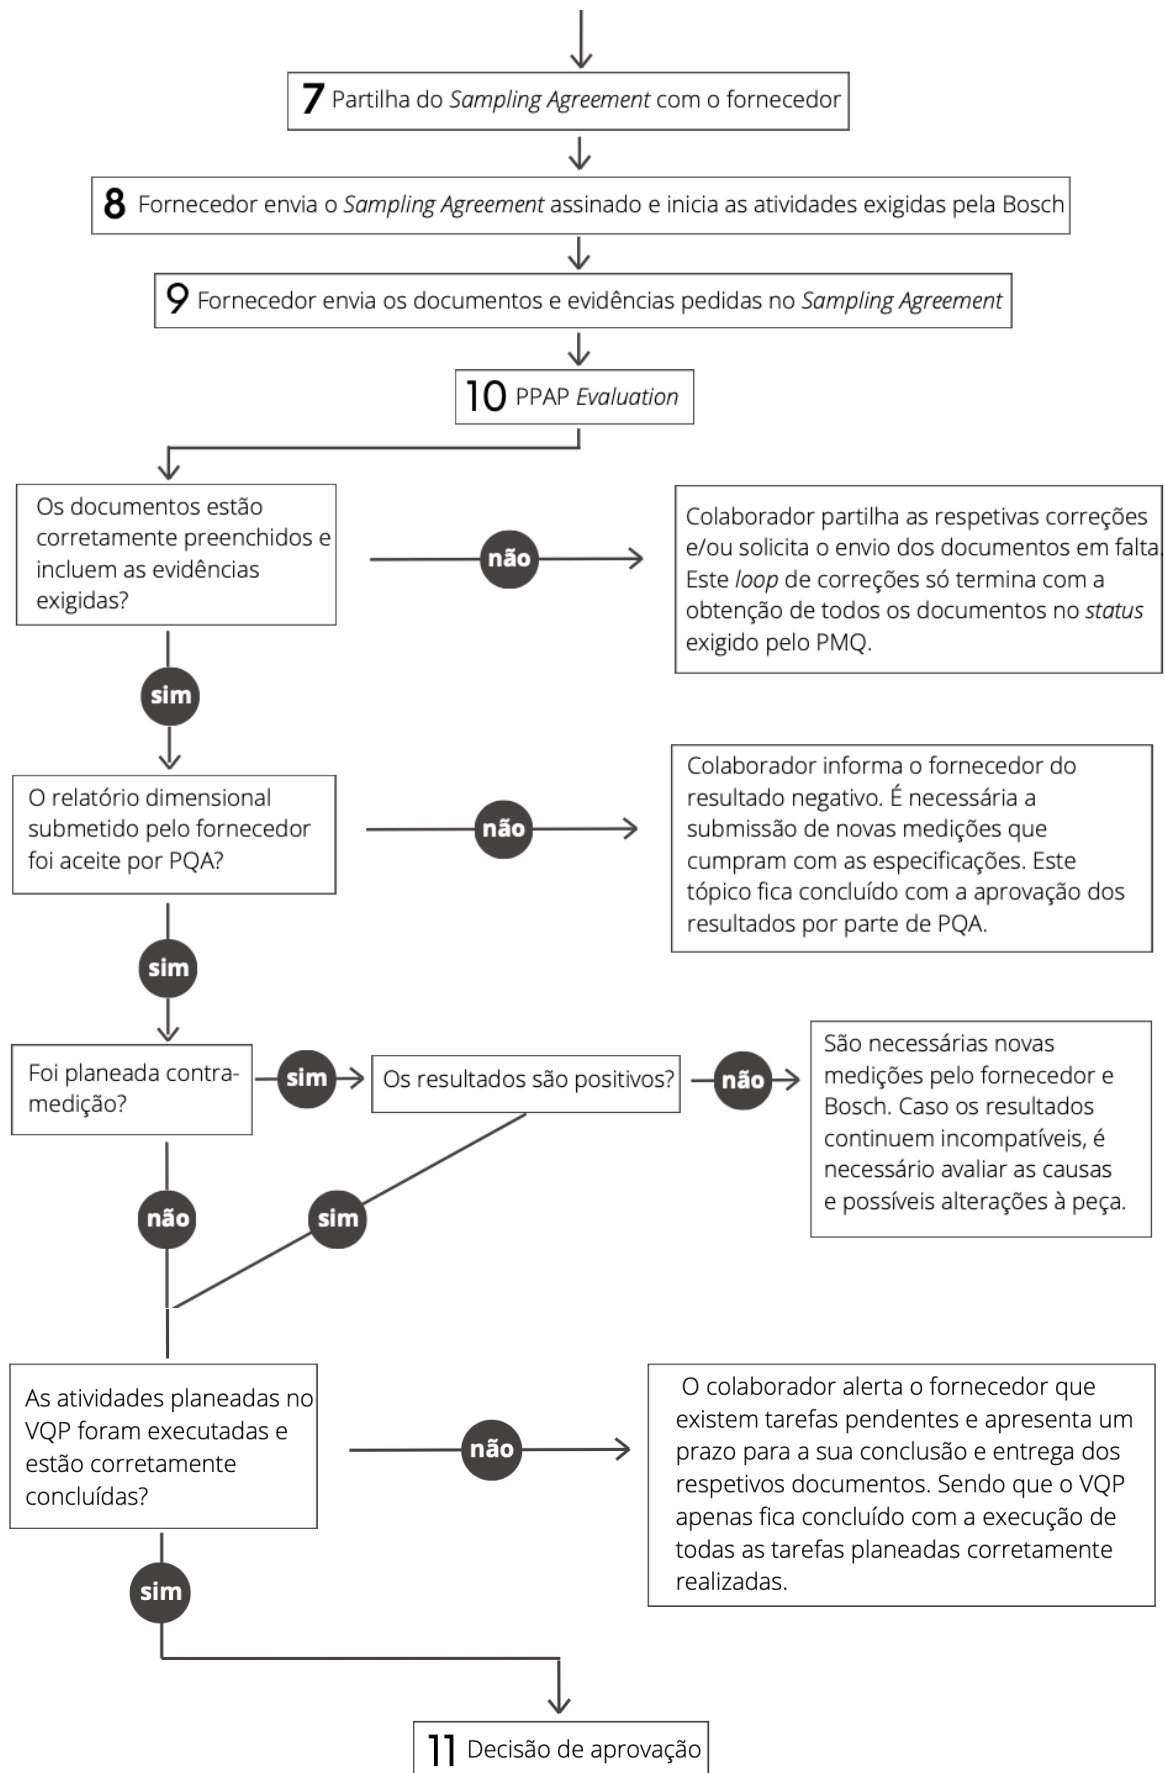 7 Partilha do Sampling Agreement com o fornecedor
8 Fornecedor envia o Sampling Agreement assinado e inicia as atividades exigidas pela Bosch
9 Fornecedor envia os documentos e evidências pedidas no Sampling Agreement
10 PPAP Evaluation
Os documentos estão
corretamente preenchidos e
incluem as evidências
exigidas?
não
Colaborador partilha as respetivas correções
e/ou solicita o envio dos documentos em falta.
Este loop de correções só termina com a
obtenção de todos os documentos no status
exigido pelo PMQ.
sim
O relatório dimensional
submetido pelo fornecedor
foi aceite por PQA?
não
Colaborador informa o fornecedor do
resultado negativo. É necessária a
submissão de novas medições que
cumpram com as especificações. Este
tópico fica concluído com a aprovação dos
resultados por parte de PQA.
sim
Foi planeada contra-
medição?
sim
Os resultados são positivos?
não
São necessárias novas
medições pelo fornecedor e
Bosch. Caso os resultados
continuem incompatíveis, é
necessário avaliar as causas
e possíveis alterações à peça.
não
sim
As atividades planeadas no
VQP foram executadas e
estão corretamente
concluídas?
não
O colaborador alerta o fornecedor que
existem tarefas pendentes e apresenta um
prazo para a sua conclusão e entrega dos
respetivos documentos. Sendo que o VQP
apenas fica concluído com a execução de
todas as tarefas planeadas corretamente
realizadas.
sim
11 Decisão de aprovação